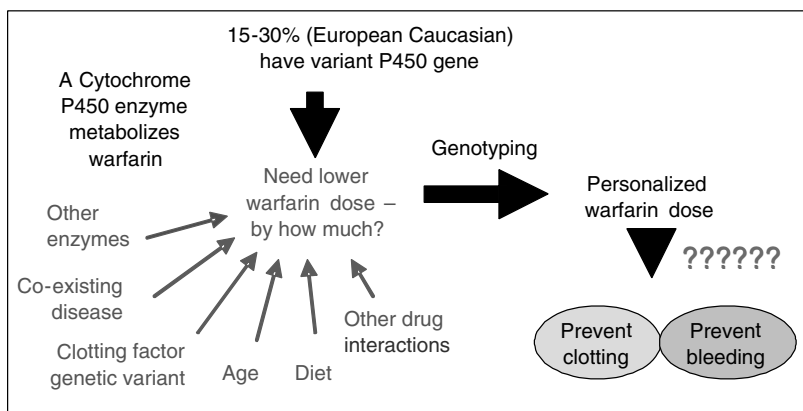 15-30% (European Caucasian)
have variant P450 gene
A Cytochrome
P450 enzyme
metabolizes
warfarin
Genotyping
Need lower
warfarin dose –
by how much?
Personalized
warfarin dose
??????
Other
enzymes
Co-existing
disease
Clotting factor
genetic variant
Age
Diet
Other drug
interactions
Prevent
clotting
Prevent
bleeding